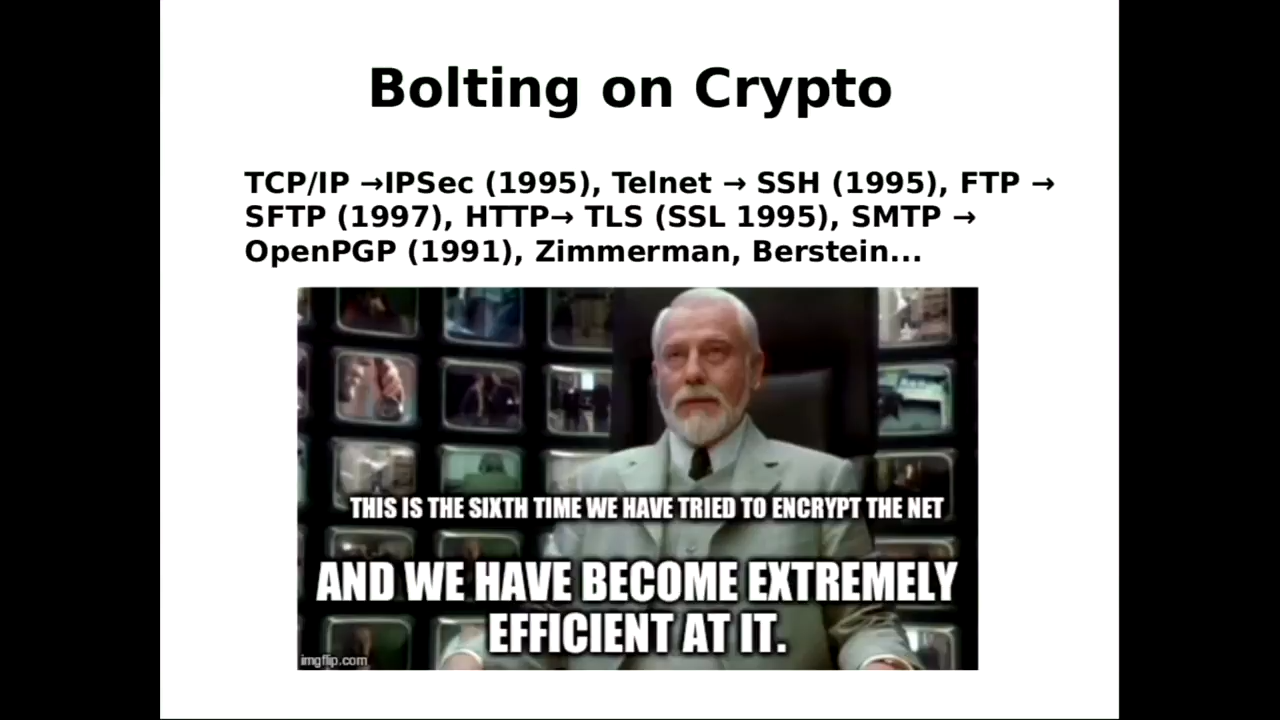 Bolting on Crypto
TCP/IP →IPSec (1995), Telnet → SSH (1995), FTP →
SFTP (1997), HTTP→ TLS (SSL 1995), SMTP →
OpenPGP (1991), Zimmerman, Berstein...
THIS IS THE SIXTH TIME WE HAVE TRIED TO ENCRYPT THE NET
AND WE HAVE BECOME EXTREMELY
EFFICIENT AT IT.
imgflip.com